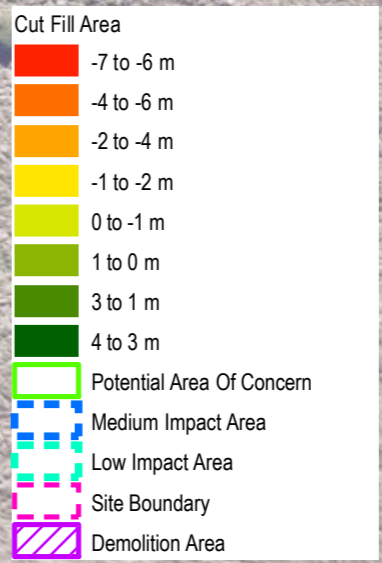 Cut Fill Area
-7 to -6 m
-4 to -6 m
-2 to -4 m
-1 to -2 m
0 to -1 m
1 to 0 m
3 to 1 m
4 to 3 m
Potential Area Of Concern
Medium Impact Area
Low Impact Area
Site Boundary
Demolition Area